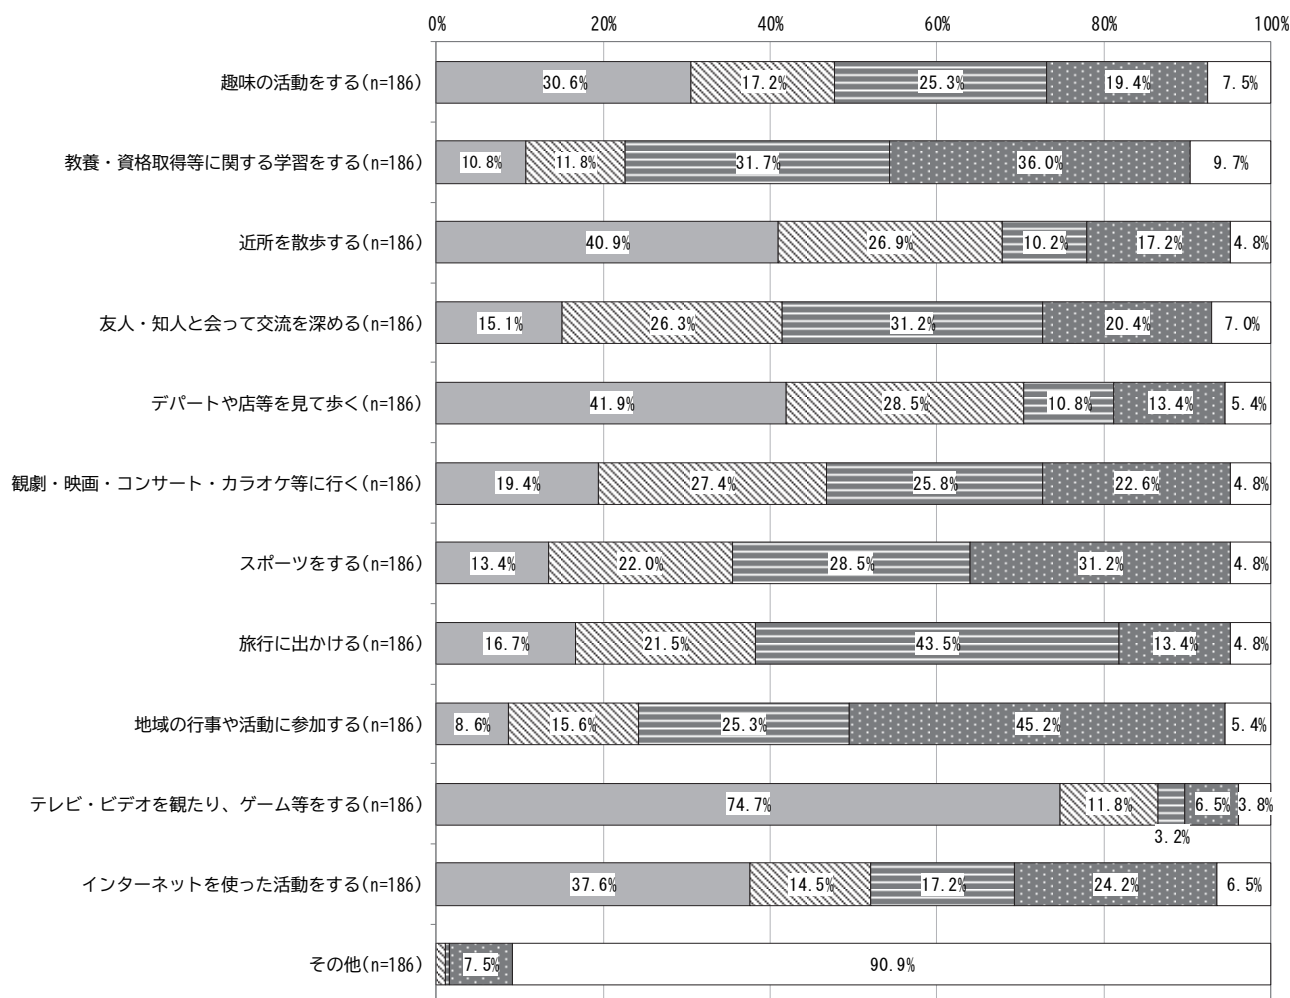 0% 20% 40% 60% 80% 100%
趣味の活動をする(n=186) 30.6% 17.2% 25.3% 19.4% 7.5%
教養・資格取得等に関する学習をする(n=186) 10.8% 11.8% 31.7% 36.0% 9.7%
近所を散歩する(n=186) 40.9% 26.9% 10.2% 17.2% 4.8%
友人・知人と会って交流を深める(n=186) 15.1% 26.3% 31.2% 20.4% 7.0%
デパートや店等を見て歩く(n=186) 41.9% 28.5% 10.8% 13.4% 5.4%
観劇・映画・コンサート・カラオケ等に行く(n=186) 19.4% 27.4% 25.8% 22.6% 4.8%
スポーツをする(n=186) 13.4% 22.0% 28.5% 31.2% 4.8%
旅行に出かける(n=186) 16.7% 21.5% 43.5% 13.4% 4.8%
地域の行事や活動に参加する(n=186) 8.6% 15.6% 25.3% 45.2% 5.4%
テレビ・ビデオを観たり、ゲーム等をする(n=186) 74.7% 11.8% 6.5% 3.8%
3.2%
インターネットを使った活動をする(n=186) 37.6% 14.5% 17.2% 24.2% 6.5%
その他(n=186) 7.5% 90.9%